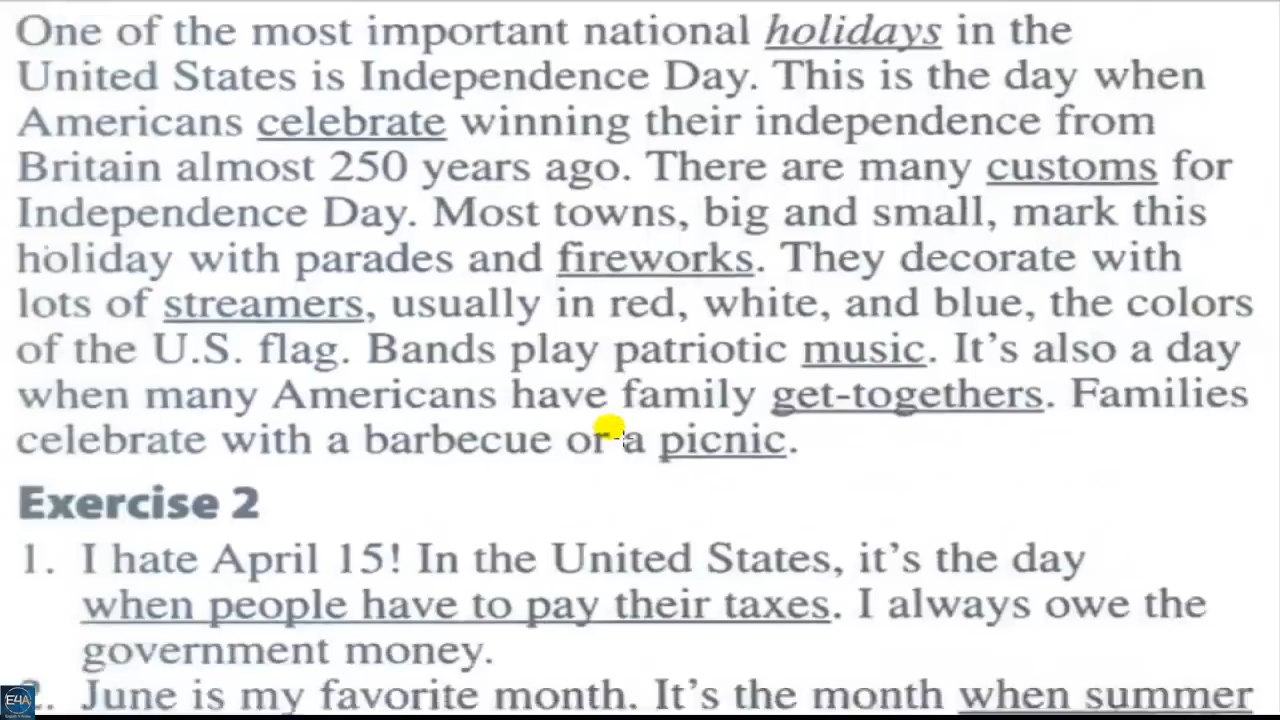 One of the most important national holidays in the
United States is Independence Day. This is the day when
Americans celebrate winning their independence from
Britain almost 250 years ago. There are many customs for
Independence Day. Most towns, big and small, mark this
holiday with parades and fireworks. They decorate with
lots of streamers, usually in red, white, and blue, the colors
of the U.S. flag. Bands play patriotic music. It's also a day
when many Americans have family get-togethers. Families
celebrate with a barbecue or a picnic.
Exercise 2
1. I hate April 15! In the United States, it's the day
when people have to pay their taxes. I always owe the
government money.
2. June is my favorite month. It's the month when summer
E4A